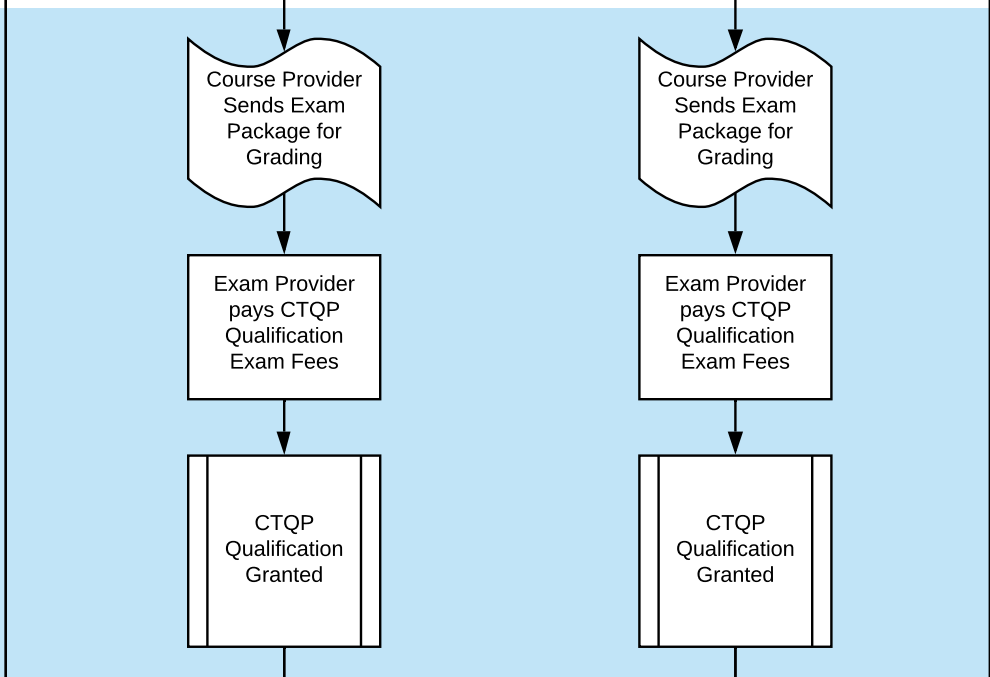 Course Provider
Sends Exam
Package for
Grading
Exam Provider
pays CTQP
Qualification
Exam Fees
CTQP
Qualification
Granted
Course Provider
Sends Exam
Package for
Grading
Exam Provider
pays CTQP
Qualification
Exam Fees
CTQP
Qualification
Granted